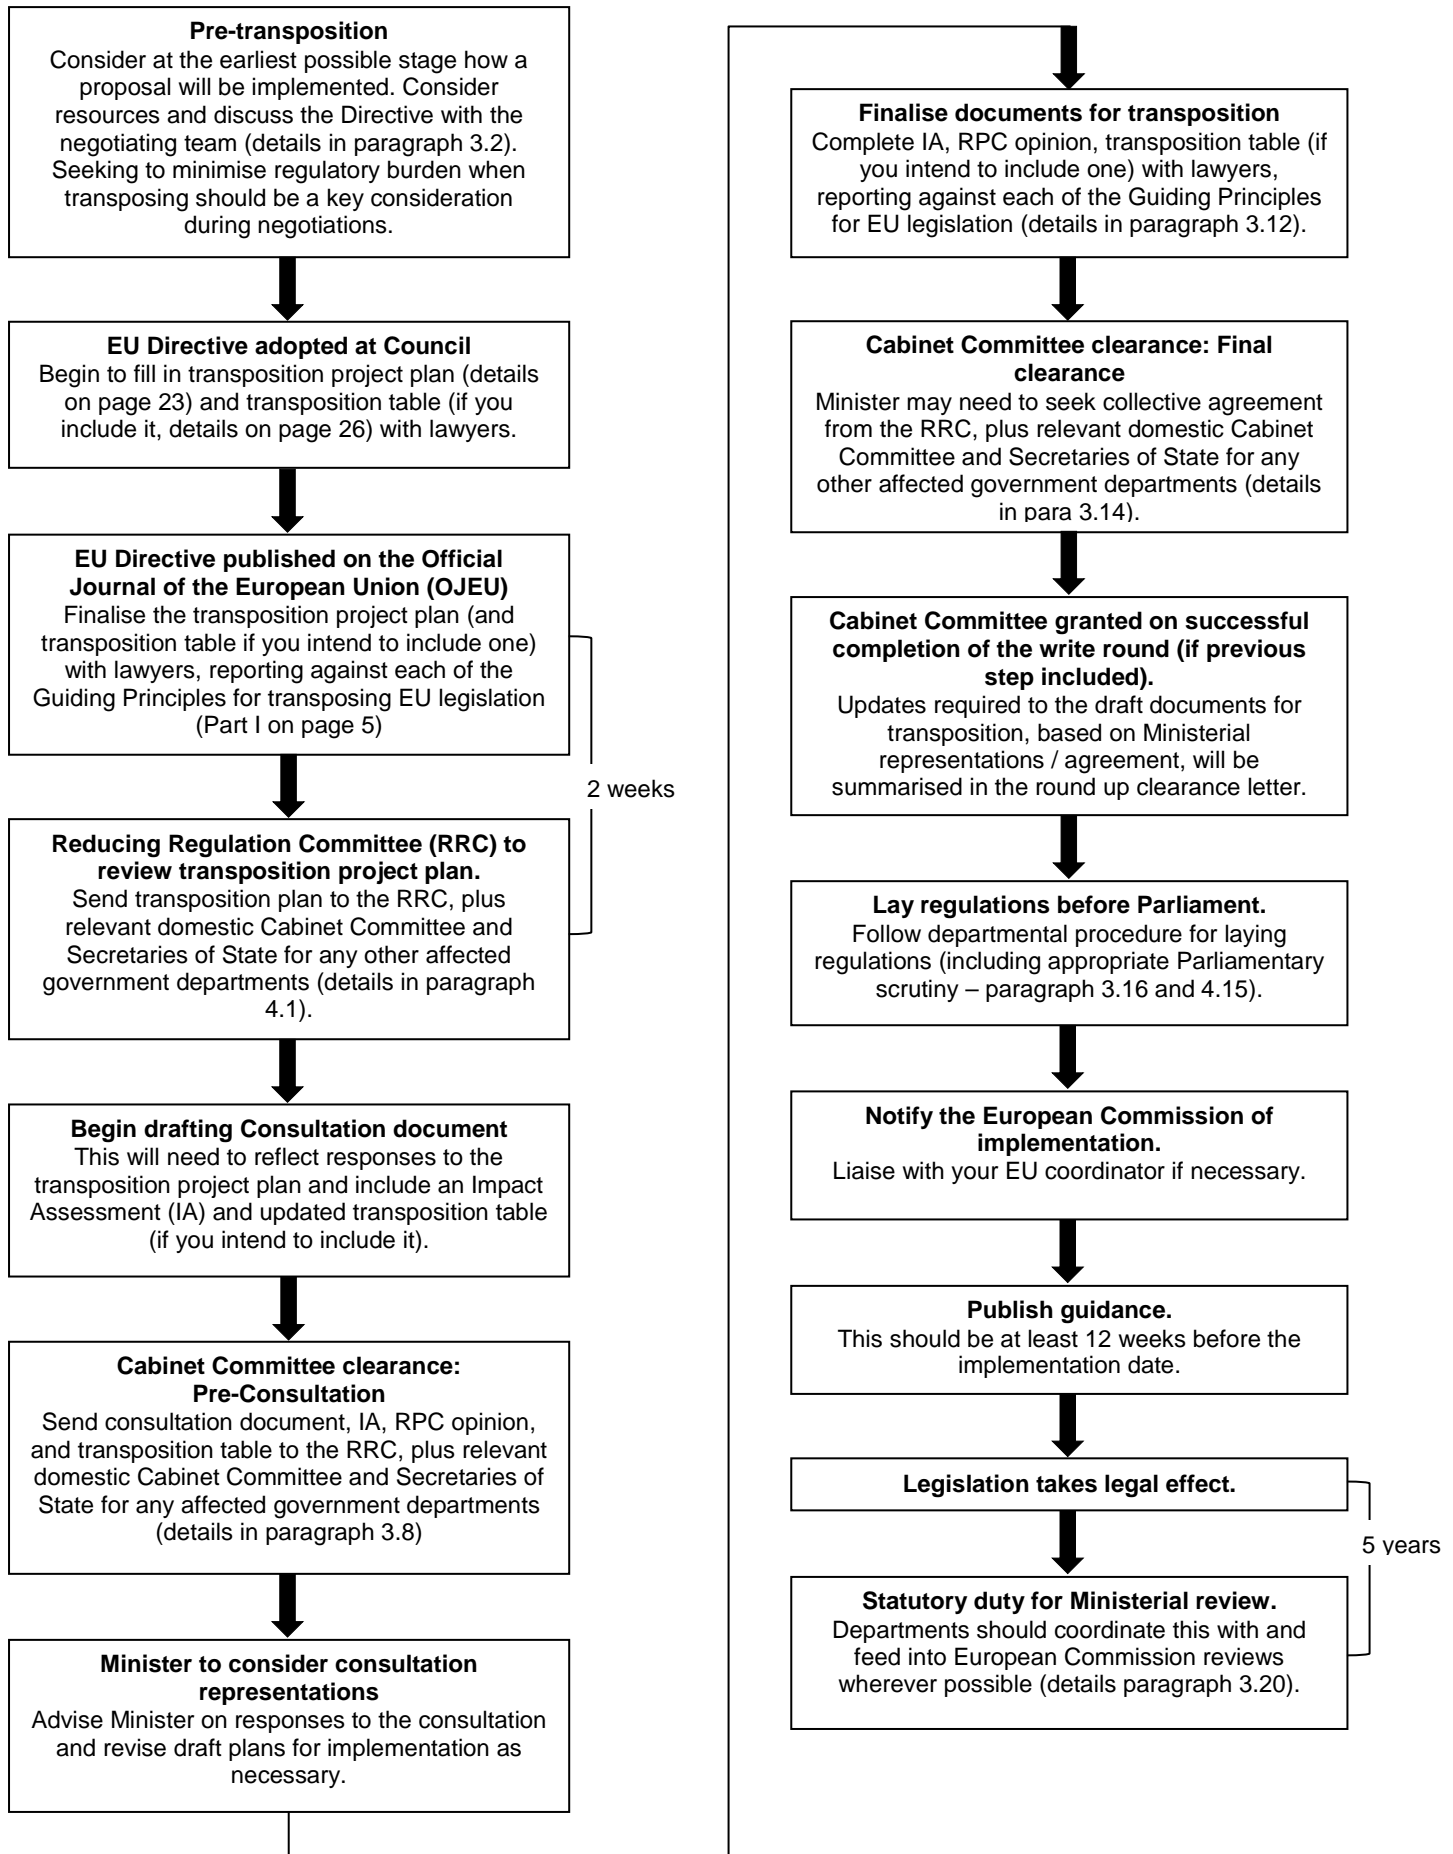 Pre-transposition
Consider at the earliest possible stage how a
proposal will be implemented. Consider
resources and discuss the Directive with the
negotiating team (details in paragraph 3.2).
Seeking to minimise regulatory burden when
transposing should be a key consideration
during negotiations.
EU Directive adopted at Council
Begin to fill in transposition project plan (details
on page 23) and transposition table (if you
include it, details on page 26) with lawyers.
EU Directive published on the Official
Journal of the European Union (OJEU)
Finalise the transposition project plan (and
transposition table if you intend to include one)
with lawyers, reporting against each of the
Guiding Principles for transposing EU legislation
(Part I on page 5)
2 weeks
Reducing Regulation Committee (RRC) to
review transposition project plan.
Send transposition plan to the RRC, plus
relevant domestic Cabinet Committee and
Secretaries of State for any other affected
government departments (details in paragraph
4.1).
Begin drafting Consultation document
This will need to reflect responses to the
transposition project plan and include an Impact
Assessment (IA) and updated transposition table
(if you intend to include it).
Cabinet Committee clearance:
Pre-Consultation
Send consultation document, IA, RPC opinion,
and transposition table to the RRC, plus relevant
domestic Cabinet Committee and Secretaries of
State for any affected government departments
(details in paragraph 3.8)
Minister to consider consultation
representations
Advise Minister on responses to the consultation
and revise draft plans for implementation as
necessary.
Finalise documents for transposition
Complete IA, RPC opinion, transposition table (if
you intend to include one) with lawyers,
reporting against each of the Guiding Principles
for EU legislation (details in paragraph 3.12).
Cabinet Committee clearance: Final
clearance
Minister may need to seek collective agreement
from the RRC, plus relevant domestic Cabinet
Committee and Secretaries of State for any
other affected government departments (details
in para 3.14).
Cabinet Committee granted on successful
completion of the write round (if previous
step included).
Updates required to the draft documents for
transposition, based on Ministerial
representations / agreement, will be
summarised in the round up clearance letter.
Lay regulations before Parliament.
Follow departmental procedure for laying
regulations (including appropriate Parliamentary
scrutiny – paragraph 3.16 and 4.15).
Notify the European Commission of
implementation.
Liaise with your EU coordinator if necessary.
Publish guidance.
This should be at least 12 weeks before the
implementation date.
Legislation takes legal effect.
5 years
Statutory duty for Ministerial review.
Departments should coordinate this with and
feed into European Commission reviews
wherever possible (details paragraph 3.20).